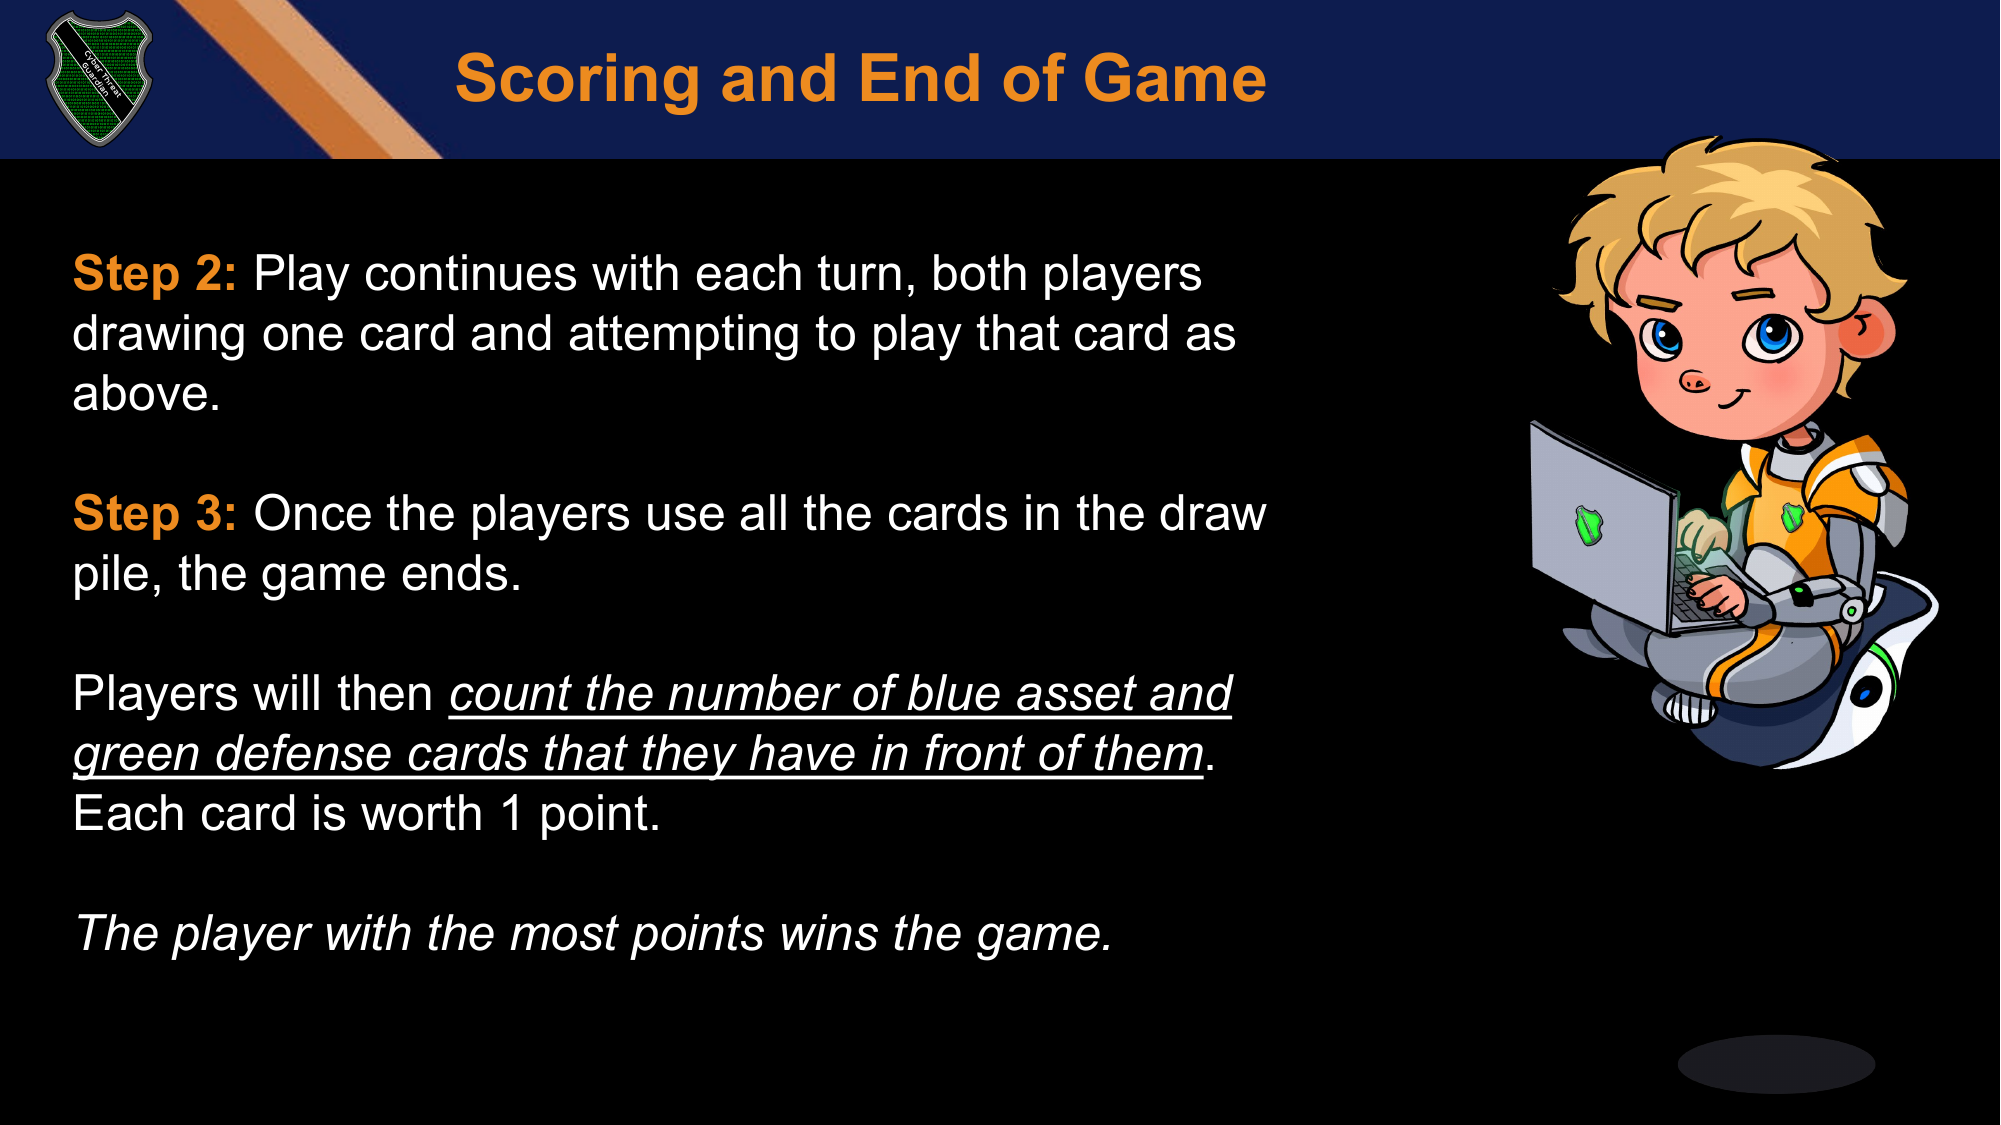 Cyber Threat
Guardian
Scoring and End of Game
Step 2: Play continues with each turn, both players
drawing one card and attempting to play that card as
above.
Step 3: Once the players use all the cards in the draw
pile, the game ends.
Players will then count the number of blue asset and
green defense cards that they have in front of them.
Each card is worth 1 point.
The player with the most points wins the game.